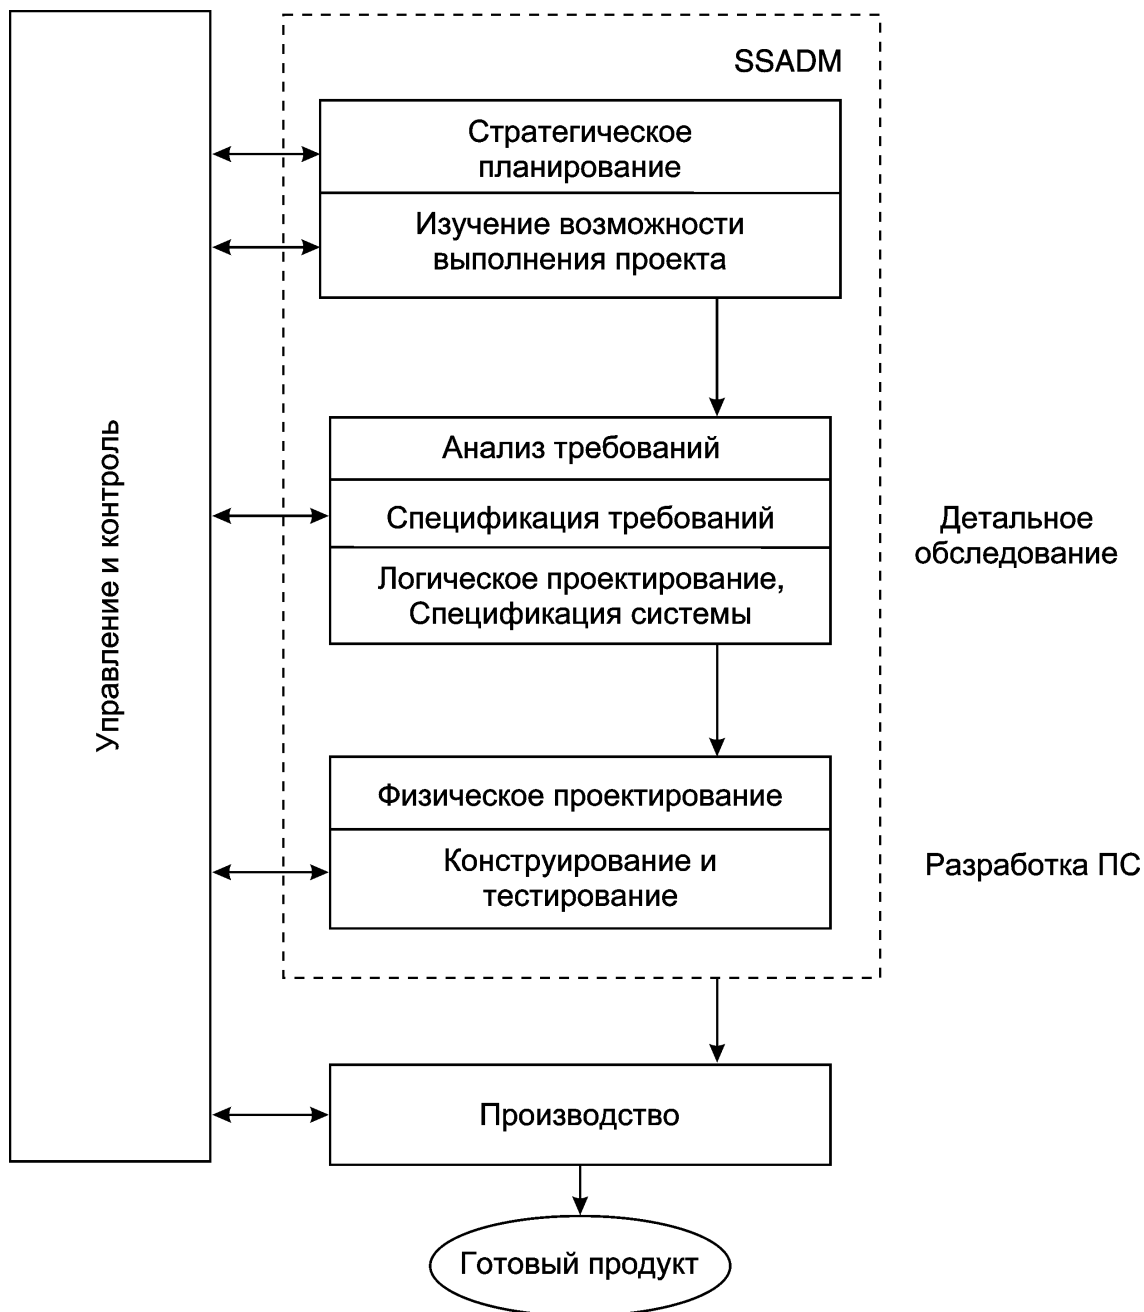 SSADM
Стратегическое
планирование
Изучение возможности
выполнения проекта
Управление и контроль
Анализ требований
Спецификация требований
Логическое проектирование,
Спецификация системы
Детальное
обследование
Физическое проектирование
Конструирование и
тестирование
Разработка ПС
Производство
Готовый продукт